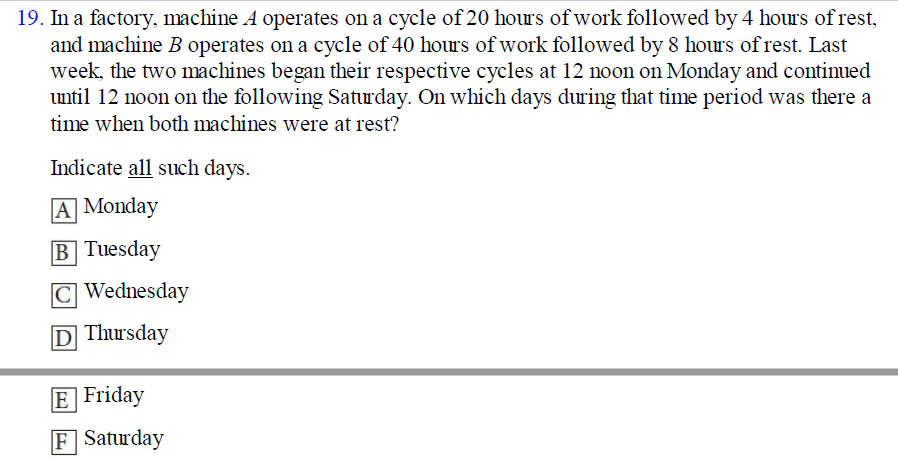 19. In a factory, machine A operates on a cycle of 20 hours of work followed by 4 hours of rest,
and machine B operates on a cycle of 40 hours of work followed by 8 hours of rest. Last
week, the two machines began their respective cycles at 12 noon on Monday and continued
until 12 noon on the following Saturday. On which days during that time period was there a
time when both machines were at rest?
Indicate all such days.
A Monday
B Tuesday
C Wednesday
D Thursday
E Friday
F Saturday